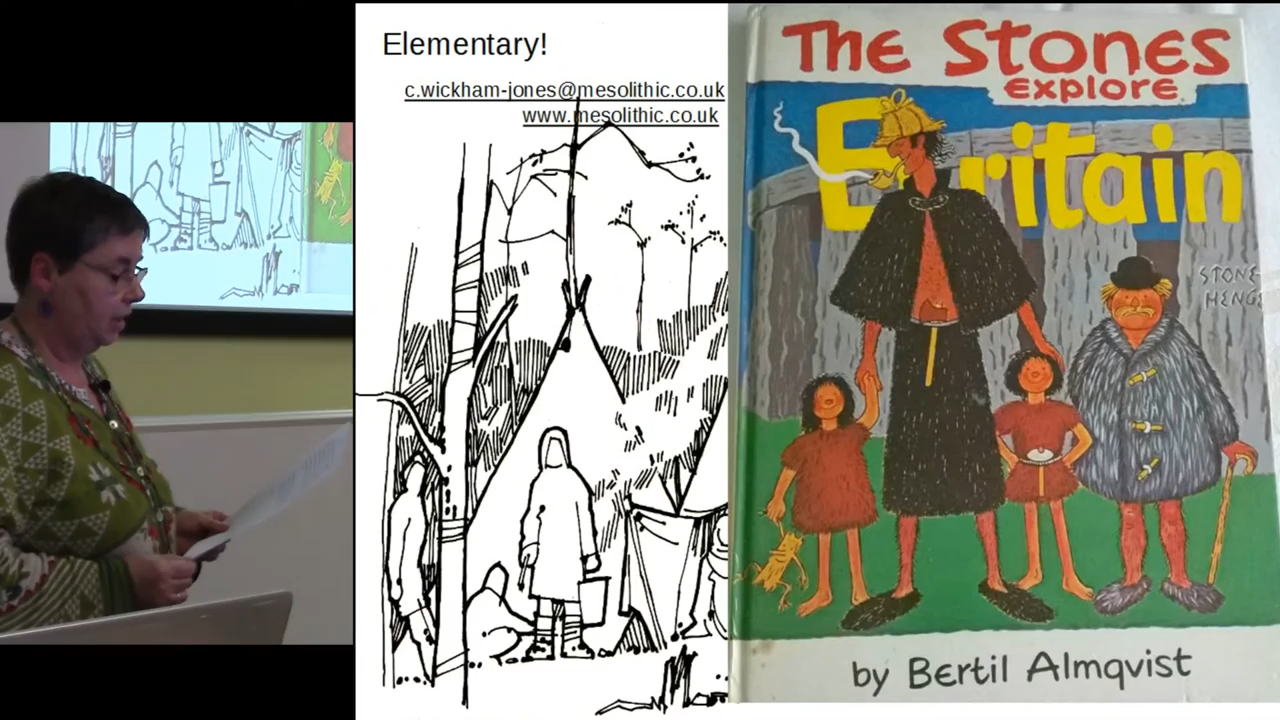 Elementary!
c.wickham-jones@mesolithic.co.uk
www.mesolithic.co.uk
The Stones
explore
Britain
STONE
HENGE
by Bertil Almqvist